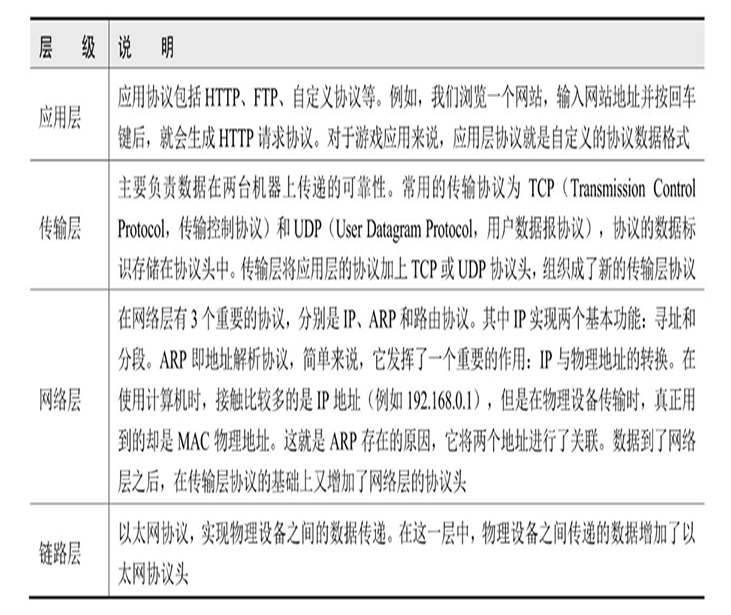 层 级 说 明
应用层
应用协议包括 HTTP、FTP、自定义协议等。例如，我们浏览一个网站，输入网站地址并按回车
键后，就会生成 HTTP 请求协议。对于游戏应用来说，应用层协议就是自定义的协议数据格式
传输层
主要负责数据在两台机器上传递的可靠性。常用的传输协议为 TCP（Transmission Control
Protocol，传输控制协议）和 UDP（User Datagram Protocol，用户数据报协议），协议的数据标
识存储在协议头中。传输层将应用层的协议加上 TCP 或 UDP 协议头，组织成了新的传输层协议
网络层
在网络层有 3 个重要的协议，分别是 IP、ARP 和路由协议。其中 IP 实现两个基本功能：寻址和
分段。ARP 即地址解析协议，简单来说，它发挥了一个重要的作用：IP 与物理地址的转换。在
使用计算机时，接触比较多的是 IP 地址（例如 192.168.0.1），但是在物理设备传输时，真正用
到的却是 MAC 物理地址。这就是 ARP 存在的原因，它将两个地址进行了关联。数据到了网络
层之后，在传输层协议的基础上又增加了网络层的协议头
链路层
以太网协议，实现物理设备之间的数据传递。在这一层中，物理设备之间传递的数据增加了以
太网协议头